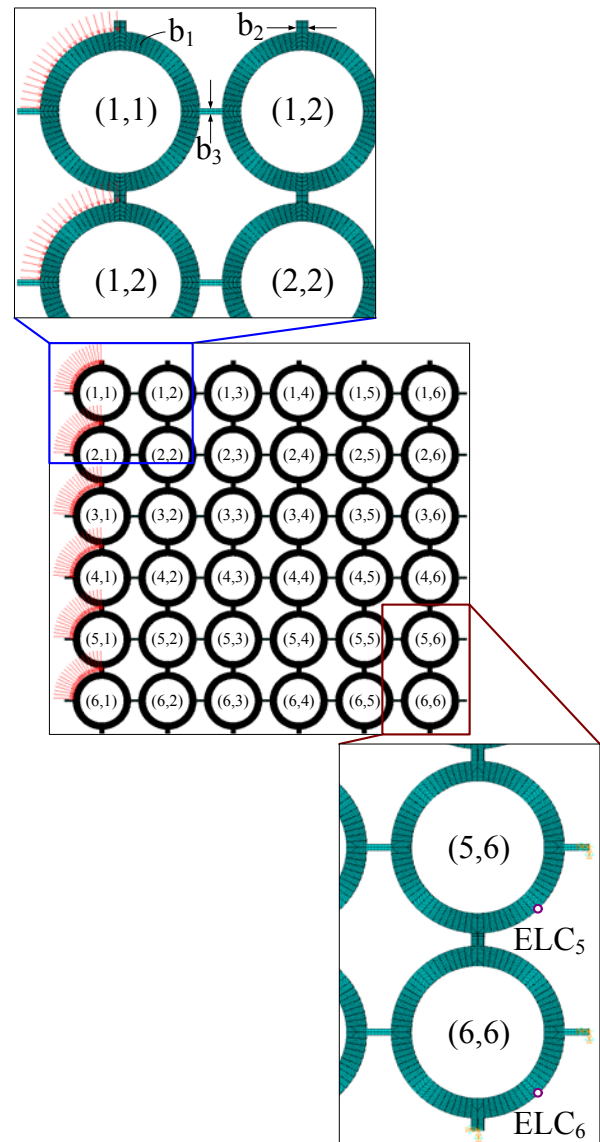 b₁
b₂
(1,1)
(1,2)
b₃
(1,2)
(2,2)
(1,1) (1,2) (1,3) (1,4) (1,5) (1,6)
(2,1) (2,2) (2,3) (2,4) (2,5) (2,6)
(3,1) (3,2) (3,3) (3,4) (3,5) (3,6)
(4,1) (4,2) (4,3) (4,4) (4,5) (4,6)
(5,1) (5,2) (5,3) (5,4) (5,5) (5,6)
(6,1) (6,2) (6,3) (6,4) (6,5) (6,6)
(5,6)
ELC₅
(6,6)
ELC₆